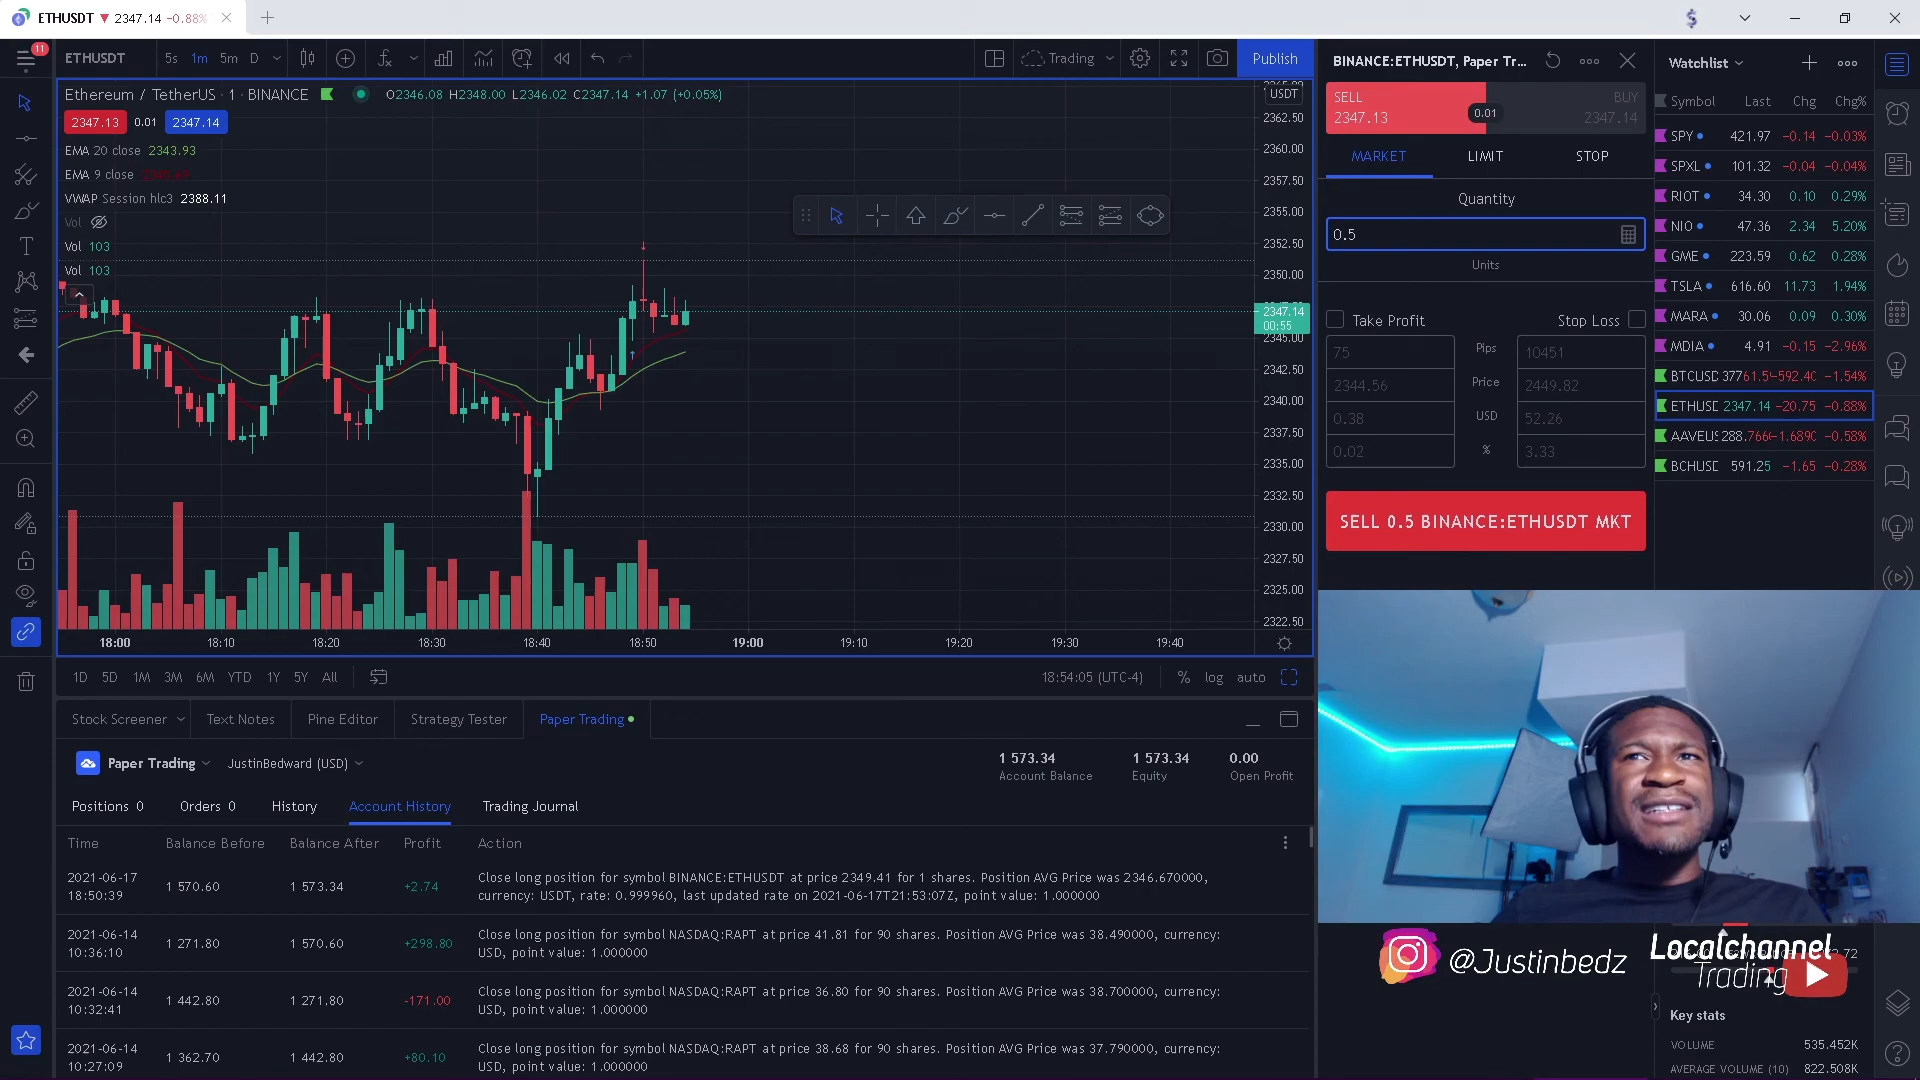 ETHUSDT ▼ 2347.14 −0.88%
11
ETHUSDT 5s 1m 5m D
Trading
Publish
Ethereum / TetherUS · 1 · BINANCE O2346.08 H2348.00 L2346.02 C2347.14 +1.07 (+0.05%)
2347.13 0.01 2347.14
EMA 20 close 2343.93
EMA 9 close
VWAP Session hlc3 2388.11
Vol
Vol 103
Vol 103
USDT
2362.50
2360.00
2357.50
2355.00
2352.50
2350.00
2347.14
00:55
2345.00
2342.50
2340.00
2337.50
2335.00
2332.50
2330.00
2327.50
2325.00
2322.50
18:00 18:10 18:20 18:30 18:40 18:50 19:00 19:10 19:20 19:30 19:40
1D 5D 1M 3M 6M YTD 1Y 5Y All
18:54:05 (UTC-4) % log auto
BINANCE:ETHUSDT, Paper Tr...
SELL BUY
2347.13 0.01 2347.14
MARKET LIMIT STOP
Quantity
0.5
Units
Take Profit Stop Loss
75 Pips 10451
2344.56 Price 2449.82
0.38 USD 52.26
0.02 % 3.33
SELL 0.5 BINANCE:ETHUSDT MKT
Watchlist
Symbol Last Chg Chg%
SPY 421.97 −0.14 −0.03%
SPXL 101.32 −0.04 −0.04%
RIOT 34.30 0.10 0.29%
NIO 47.36 2.34 5.20%
GME 223.59 0.62 0.28%
TSLA 616.60 11.73 1.94%
MARA 30.06 0.09 0.30%
MDIA 4.91 −0.15 −2.96%
BTCUSD 37761.5 −592.40 −1.54%
ETHUSD 2347.14 −20.75 −0.88%
AAVEUS 288.766 −1.6890 −0.58%
BCHUSD 591.25 −1.65 −0.28%
Stock Screener Text Notes Pine Editor Strategy Tester Paper Trading
Paper Trading JustinBedward (USD)
1 573.34 1 573.34 0.00
Account Balance Equity Open Profit
Positions 0 Orders 0 History Account History Trading Journal
Time Balance Before Balance After Profit Action
2021-06-17 18:50:39 1 570.60 1 573.34 +2.74 Close long position for symbol BINANCE:ETHUSDT at price 2349.41 for 1 shares. Position AVG Price was 2346.670000,
currency: USDT, rate: 0.999960, last updated rate on 2021-06-17T21:53:07Z, point value: 1.000000
2021-06-14 10:36:10 1 271.80 1 570.60 +298.80 Close long position for symbol NASDAQ:RAPT at price 41.81 for 90 shares. Position AVG Price was 38.490000, currency:
USD, point value: 1.000000
2021-06-14 10:32:41 1 442.80 1 271.80 -171.00 Close long position for symbol NASDAQ:RAPT at price 36.80 for 90 shares. Position AVG Price was 38.700000, currency:
USD, point value: 1.000000
2021-06-14 10:27:09 1 362.70 1 442.80 +80.10 Close long position for symbol NASDAQ:RAPT at price 38.68 for 90 shares. Position AVG Price was 37.790000, currency:
USD, point value: 1.000000
@Justinbedz
Localchannel
Trading
Key stats
VOLUME 535.452K
AVERAGE VOLUME (10) 822.508K